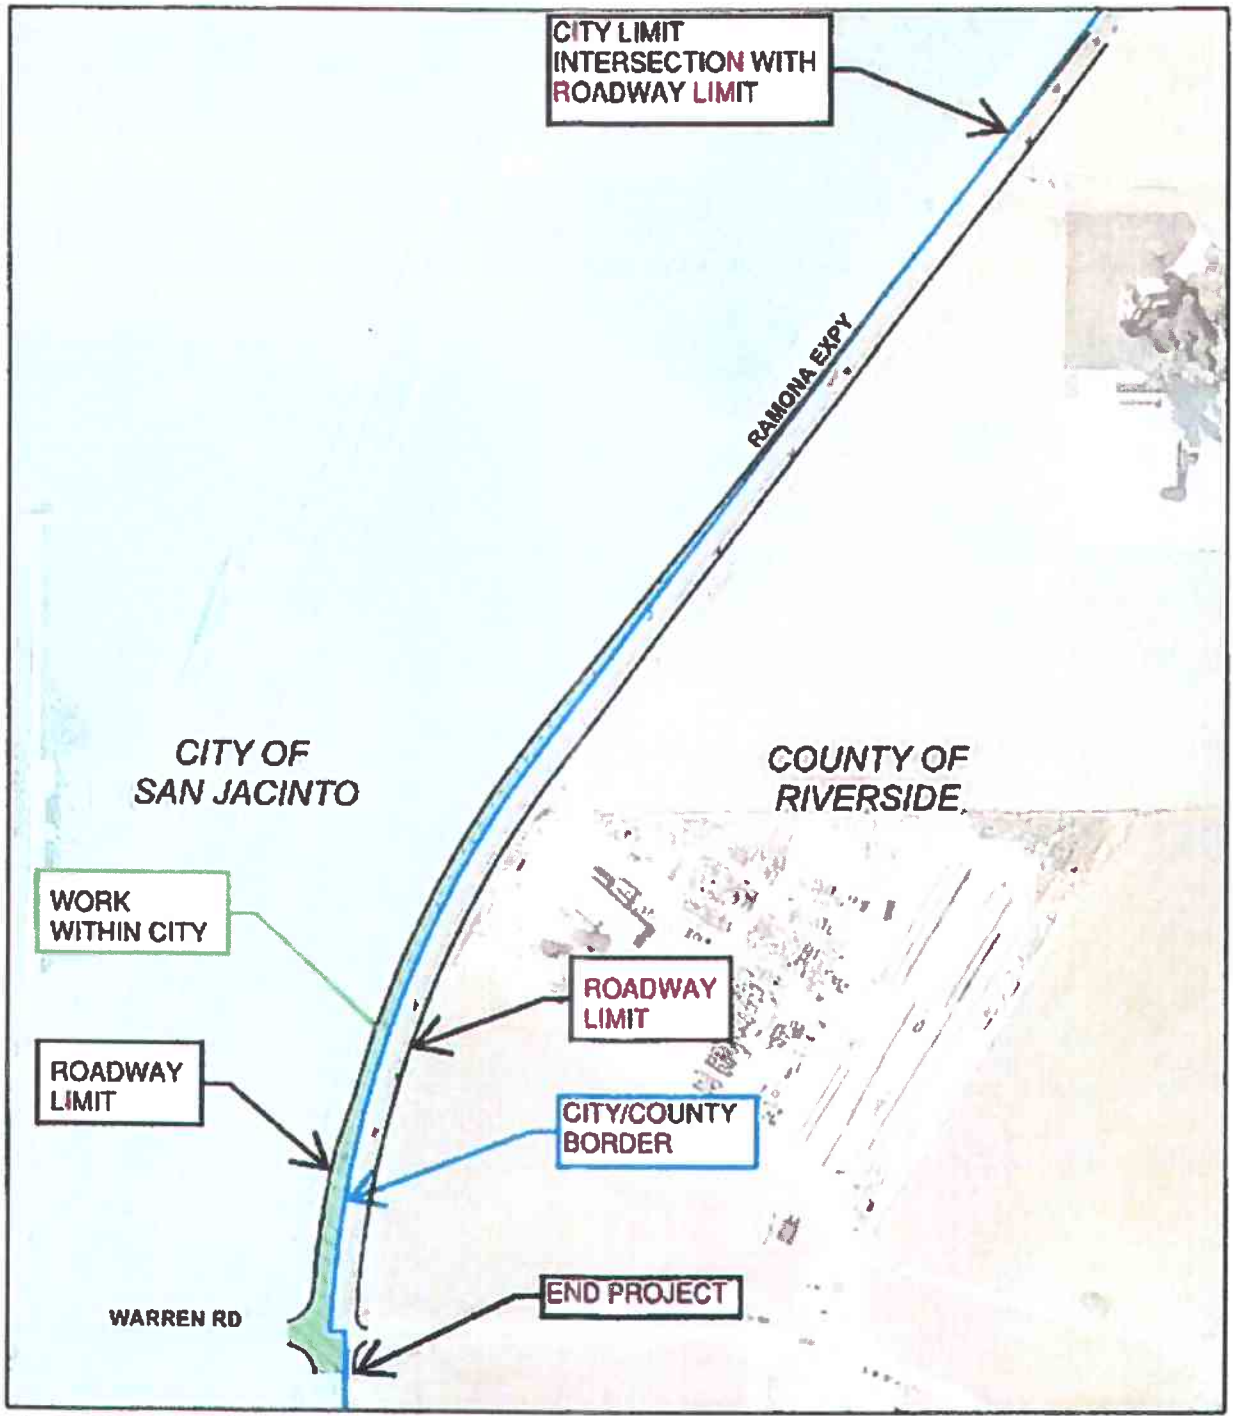 CITY LIMIT
INTERSECTION WITH
ROADWAY LIMIT
RAMONA EXPY
CITY OF
SAN JACINTO
COUNTY OF
RIVERSIDE
WORK
WITHIN CITY
ROADWAY
LIMIT
ROADWAY
LIMIT
CITY/COUNTY
BORDER
END PROJECT
WARREN RD